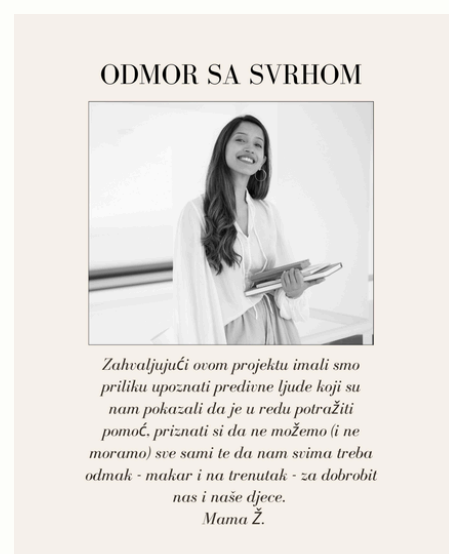 ODMOR SA SVRHOM
Zahvaljujući ovom projektu imali smo
priliku upoznati predivne ljude koji su
nam pokazali da je u redu potražiti
pomoć, priznati si da ne možemo (i ne
moramo) sve sami te da nam svima treba
odmak - makar i na trenutak - za dobrobit
nas i naše djece.
Mama Ž.